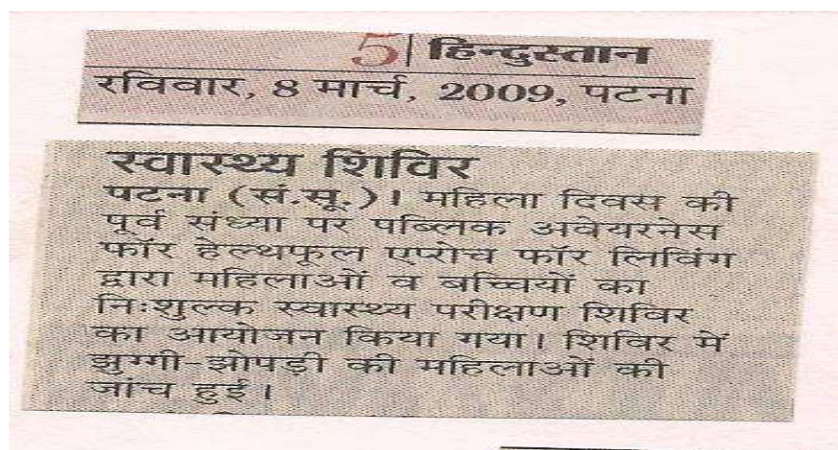 5| हिन्दुस्तान
रविवार, 8 मार्च, 2009, पटना
स्वास्थ्य शिविर
पटना (सं.सू.)। महिला दिवस की
पूर्व संध्या पर पब्लिक अवेयरनेस
फॉर हेल्थफूल एप्रोच फॉर लिविंग
द्वारा महिलाओं व बच्चियों का
निःशुल्क स्वास्थ्य परीक्षण शिविर
का आयोजन किया गया। शिविर में
झुग्गी-झोपड़ी की महिलाओं की
जांच हुई।